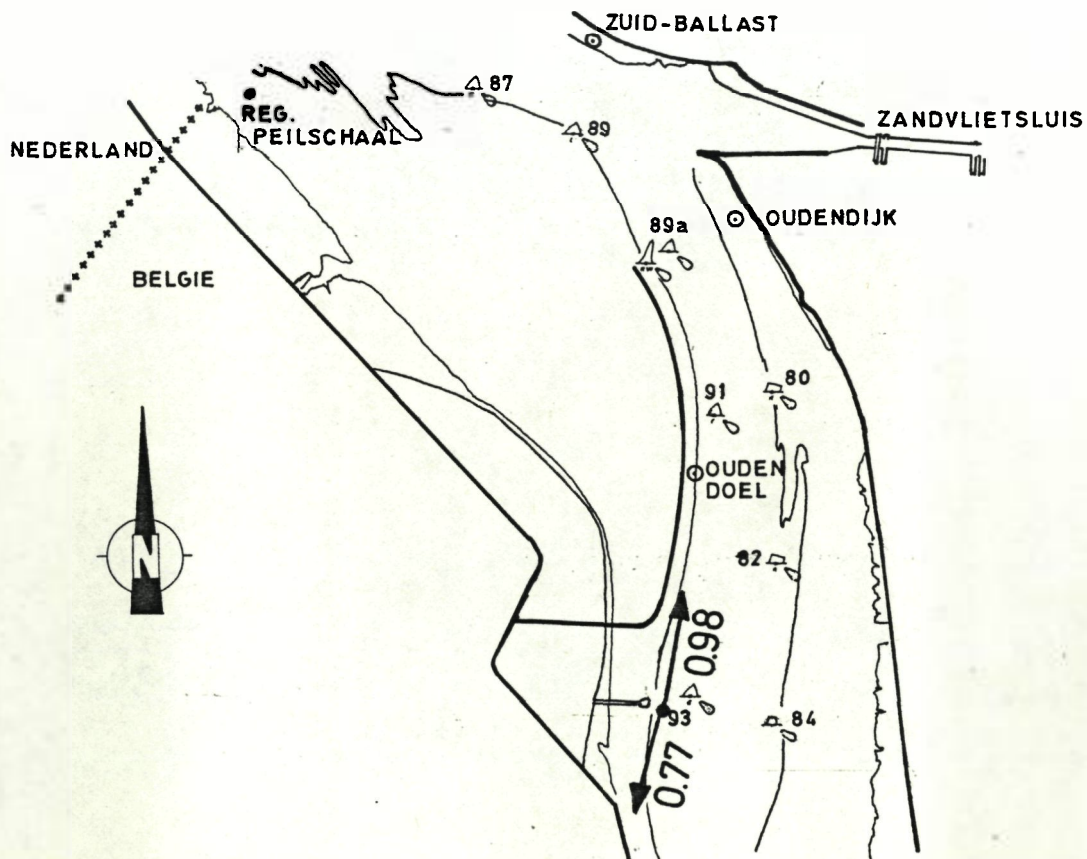 ZUID-BALLAST
87
REG.
PEILSCHAAL
89
ZANDVLIETSLUIS
NEDERLAND
89a
OUDENDIJK
BELGIE
80
91
OUDEN
DOEL
N
82
0.98
93
84
0.77